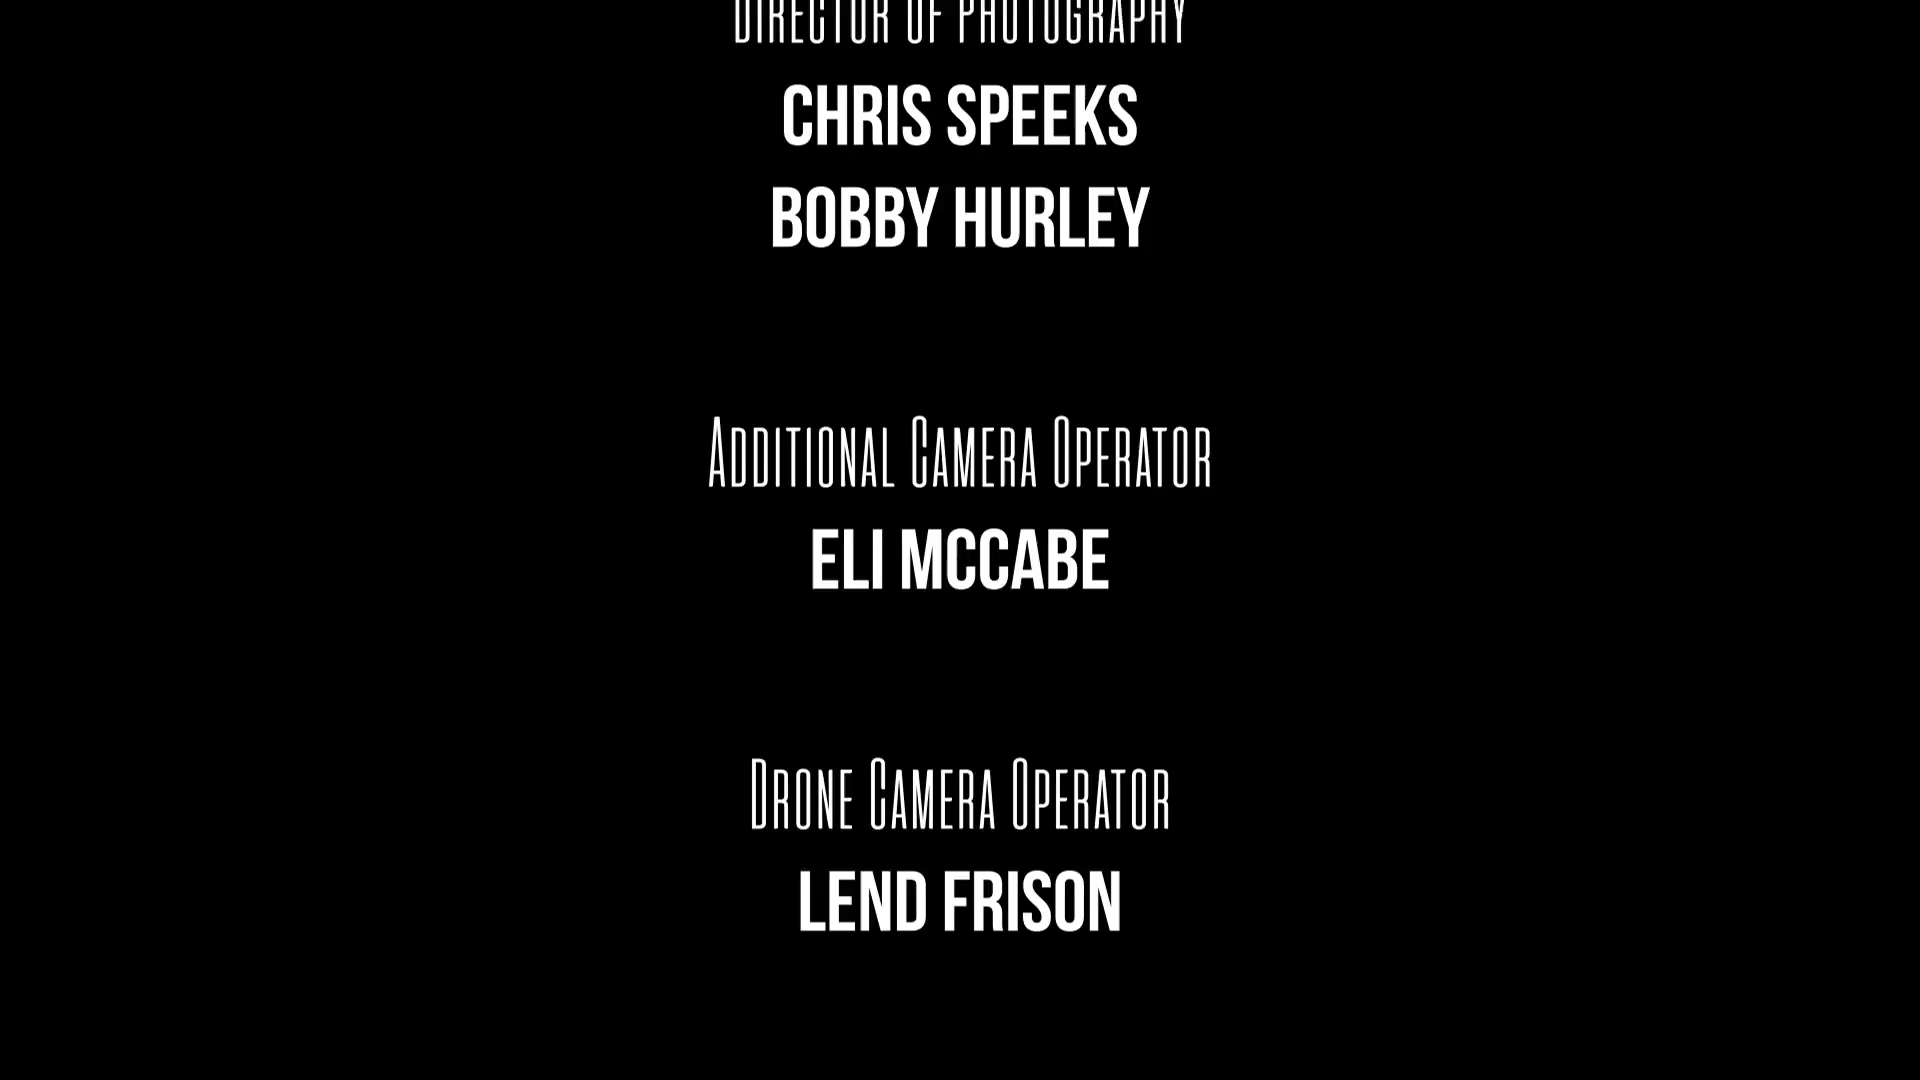 Director of Photography
CHRIS SPEEKS
BOBBY HURLEY
Additional Camera Operator
ELI MCCABE
Drone Camera Operator
LEND FRISON